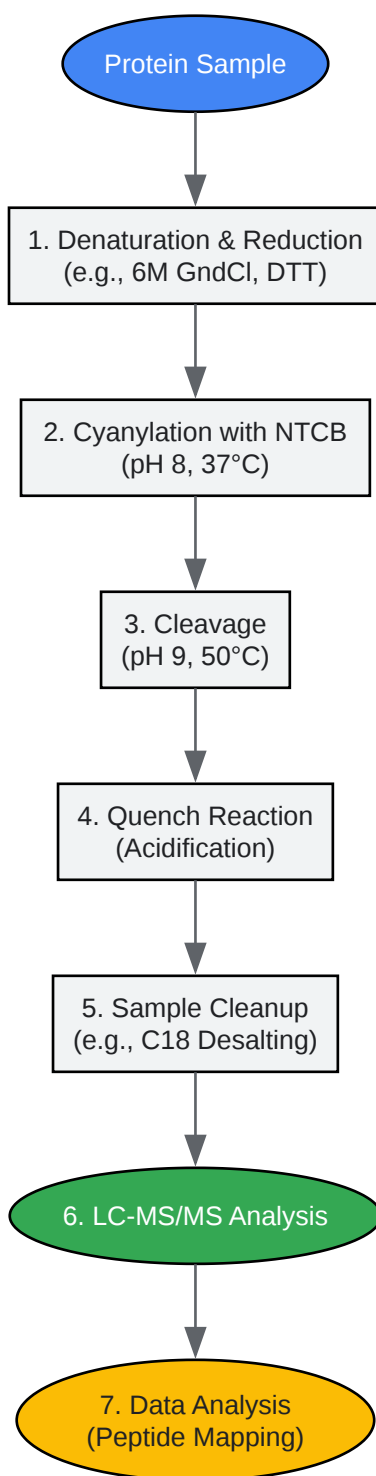 Protein Sample
1. Denaturation & Reduction
(e.g., 6M GndCl, DTT)
2. Cyanylation with NTCB
(pH 8, 37°C)
3. Cleavage
(pH 9, 50°C)
4. Quench Reaction
(Acidification)
5. Sample Cleanup
(e.g., C18 Desalting)
6. LC-MS/MS Analysis
7. Data Analysis
(Peptide Mapping)